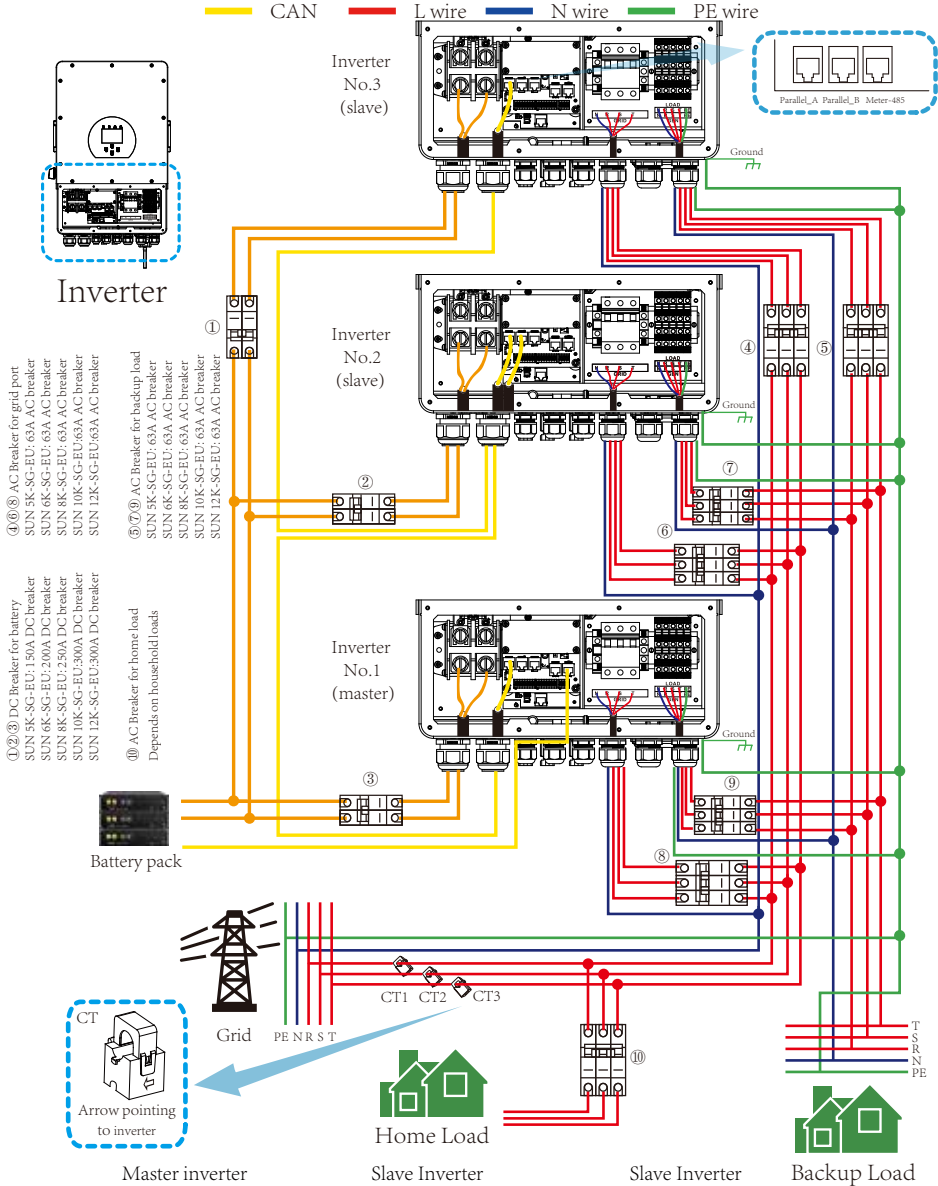 CAN L wire N wire PE wire
Inverter
No.3
(slave)
Parallel_A Parallel_B Meter-485
GRID
LOAD
GEN
Ground
Inverter
①
Inverter
No.2
(slave)
④
⑤
LOAD
GRID
GEN
Ground
④⑥⑧ AC Breaker for grid port
SUN 5K-SG-EU: 63A AC breaker
SUN 6K-SG-EU: 63A AC breaker
SUN 8K-SG-EU: 63A AC breaker
SUN 10K-SG-EU:63A AC breaker
SUN 12K-SG-EU:63A AC breaker
⑤⑦⑨ AC Breaker for backup load
SUN 5K-SG-EU: 63A AC breaker
SUN 6K-SG-EU: 63A AC breaker
SUN 8K-SG-EU: 63A AC breaker
SUN 10K-SG-EU: 63A AC breaker
SUN 12K-SG-EU: 63A AC breaker
②
⑦
⑥
①②③ DC Breaker for battery
SUN 5K-SG-EU:150A DC breaker
SUN 6K-SG-EU: 200A DC breaker
SUN 8K-SG-EU: 250A DC breaker
SUN 10K-SG-EU:300A DC breaker
SUN 12K-SG-EU:300A DC breaker
⑩ AC Breaker for home load
Depends on household loads
Inverter
No.1
(master)
LOAD
GRID
GEN
Ground
③
⑨
⑧
Battery pack
CT1 CT2 CT3
Grid
PE N R S T
CT
Arrow pointing
to inverter
⑩
Home Load
T
S
R
N
PE
Backup Load
Master inverter Slave Inverter Slave Inverter